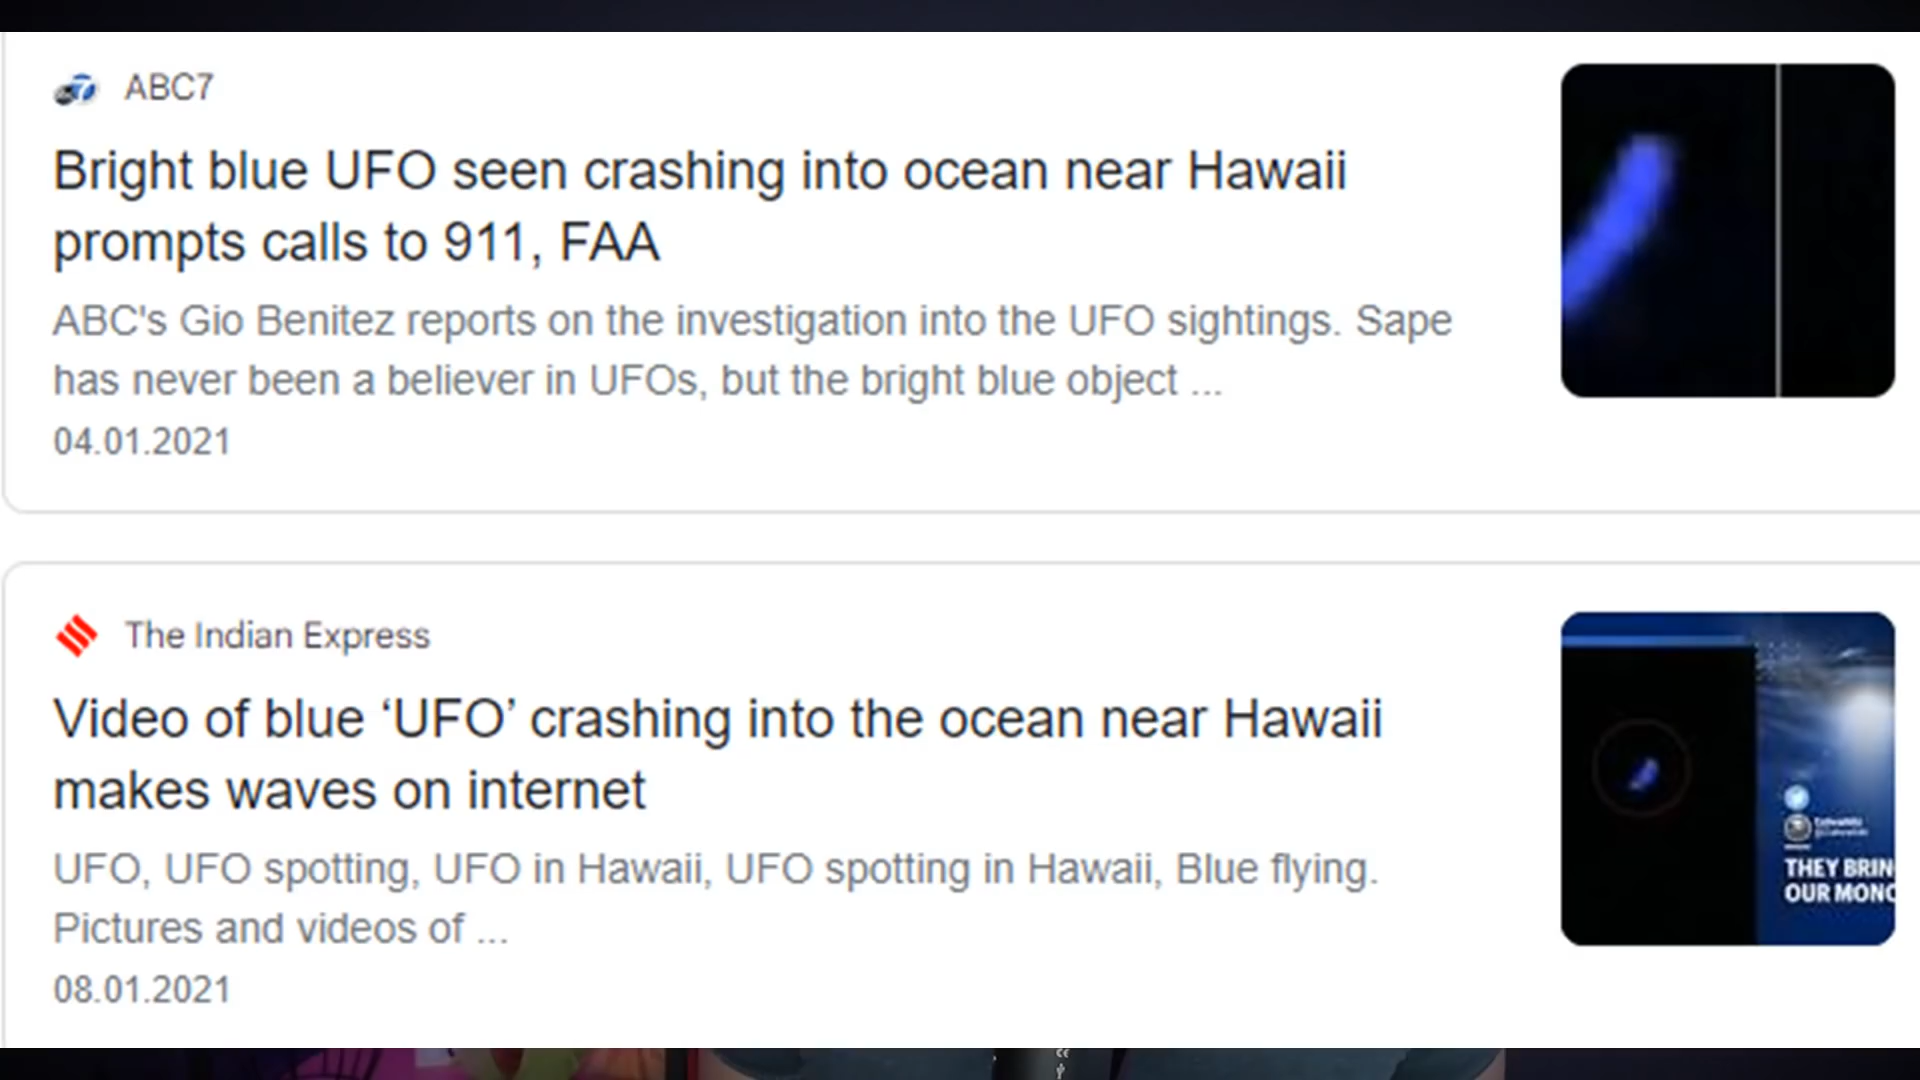 ABC7
Bright blue UFO seen crashing into ocean near Hawaii
prompts calls to 911, FAA
ABC's Gio Benitez reports on the investigation into the UFO sightings. Sape
has never been a believer in UFOs, but the bright blue object ...
04.01.2021
The Indian Express
Video of blue ‘UFO’ crashing into the ocean near Hawaii
makes waves on internet
UFO, UFO spotting, UFO in Hawaii, UFO spotting in Hawaii, Blue flying.
Pictures and videos of ...
08.01.2021
THEY BRIN
OUR MONO